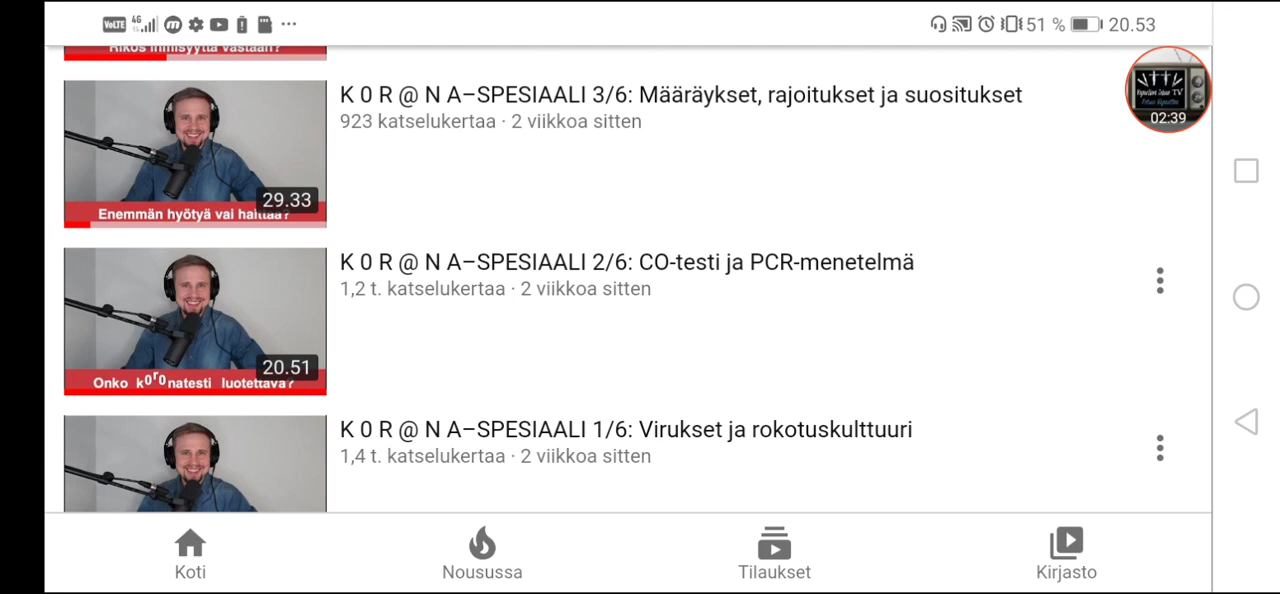 VoLTE 4G 51 % 20.53
Rikos ihmisyyttä vastaan?
K 0 R @ N A–SPESIAALI 3/6: Määräykset, rajoitukset ja suositukset
923 katselukertaa · 2 viikkoa sitten
29.33
Enemmän hyötyä vai haittaa?
TV
02:39
K 0 R @ N A–SPESIAALI 2/6: CO-testi ja PCR-menetelmä
1,2 t. katselukertaa · 2 viikkoa sitten
20.51
Onko k0r0natesti luotettava?
K 0 R @ N A–SPESIAALI 1/6: Virukset ja rokotuskulttuuri
1,4 t. katselukertaa · 2 viikkoa sitten
Koti
Nousussa
Tilaukset
Kirjasto